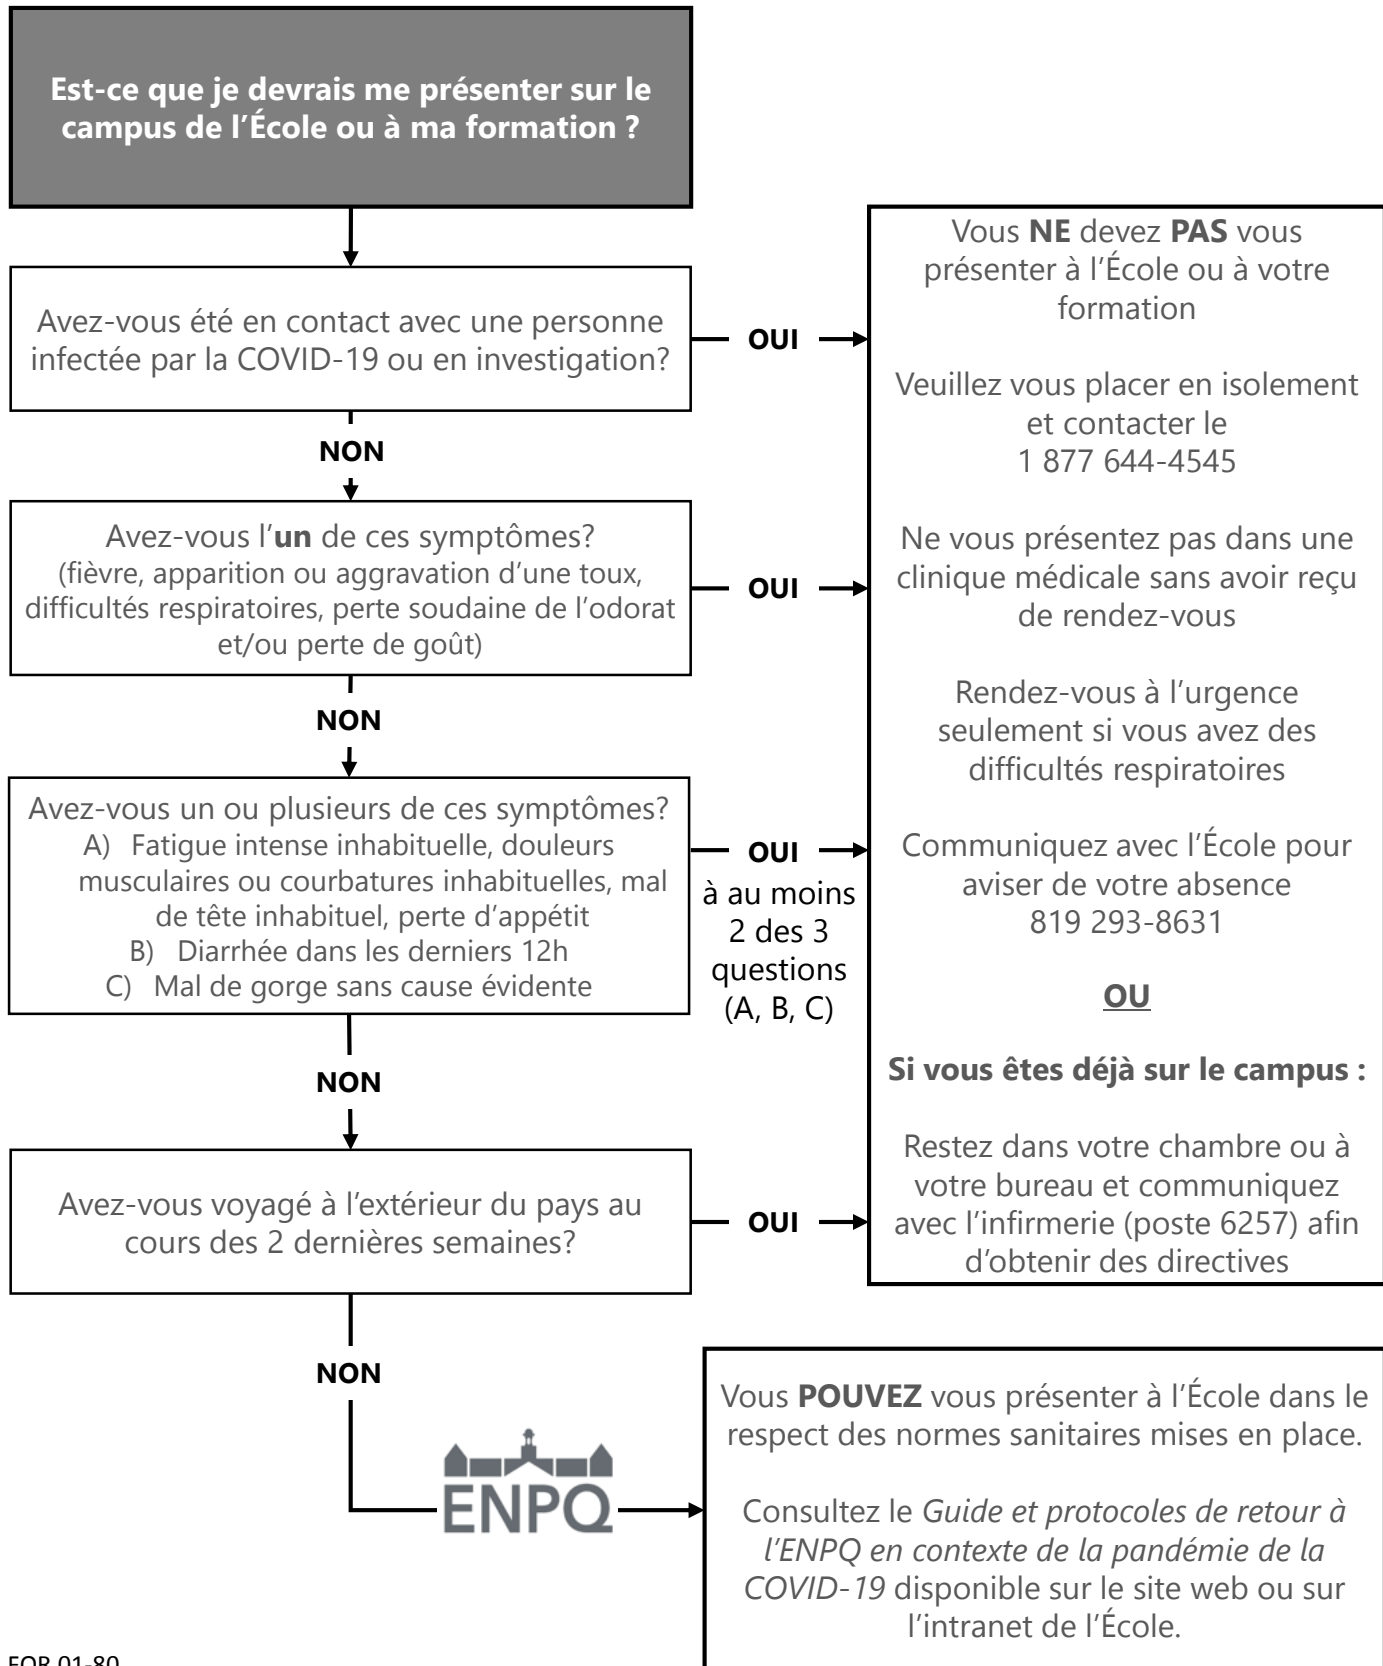 Est-ce que je devrais me présenter sur le
campus de l'École ou à ma formation ?
Avez-vous été en contact avec une personne
infectée par la COVID-19 ou en investigation?
OUI
NON
Avez-vous l'un de ces symptômes?
(fièvre, apparition ou aggravation d'une toux,
difficultés respiratoires, perte soudaine de l'odorat
et/ou perte de goût)
OUI
NON
Avez-vous un ou plusieurs de ces symptômes?
A) Fatigue intense inhabituelle, douleurs
musculaires ou courbatures inhabituelles, mal
de tête inhabituel, perte d'appétit
B) Diarrhée dans les derniers 12h
C) Mal de gorge sans cause évidente
OUI
à au moins
2 des 3
questions
(A, B, C)
NON
Avez-vous voyagé à l'extérieur du pays au
cours des 2 dernières semaines?
OUI
NON
Vous NE devez PAS vous
présenter à l'École ou à votre
formation
Veuillez vous placer en isolement
et contacter le
1 877 644-4545
Ne vous présentez pas dans une
clinique médicale sans avoir reçu
de rendez-vous
Rendez-vous à l'urgence
seulement si vous avez des
difficultés respiratoires
Communiquez avec l'École pour
aviser de votre absence
819 293-8631
OU
Si vous êtes déjà sur le campus :
Restez dans votre chambre ou à
votre bureau et communiquez
avec l'infirmerie (poste 6257) afin
d'obtenir des directives
ENPQ
Vous POUVEZ vous présenter à l'École dans le
respect des normes sanitaires mises en place.
Consultez le Guide et protocoles de retour à
l'ENPQ en contexte de la pandémie de la
COVID-19 disponible sur le site web ou sur
l'intranet de l'École.
FOR 01-80